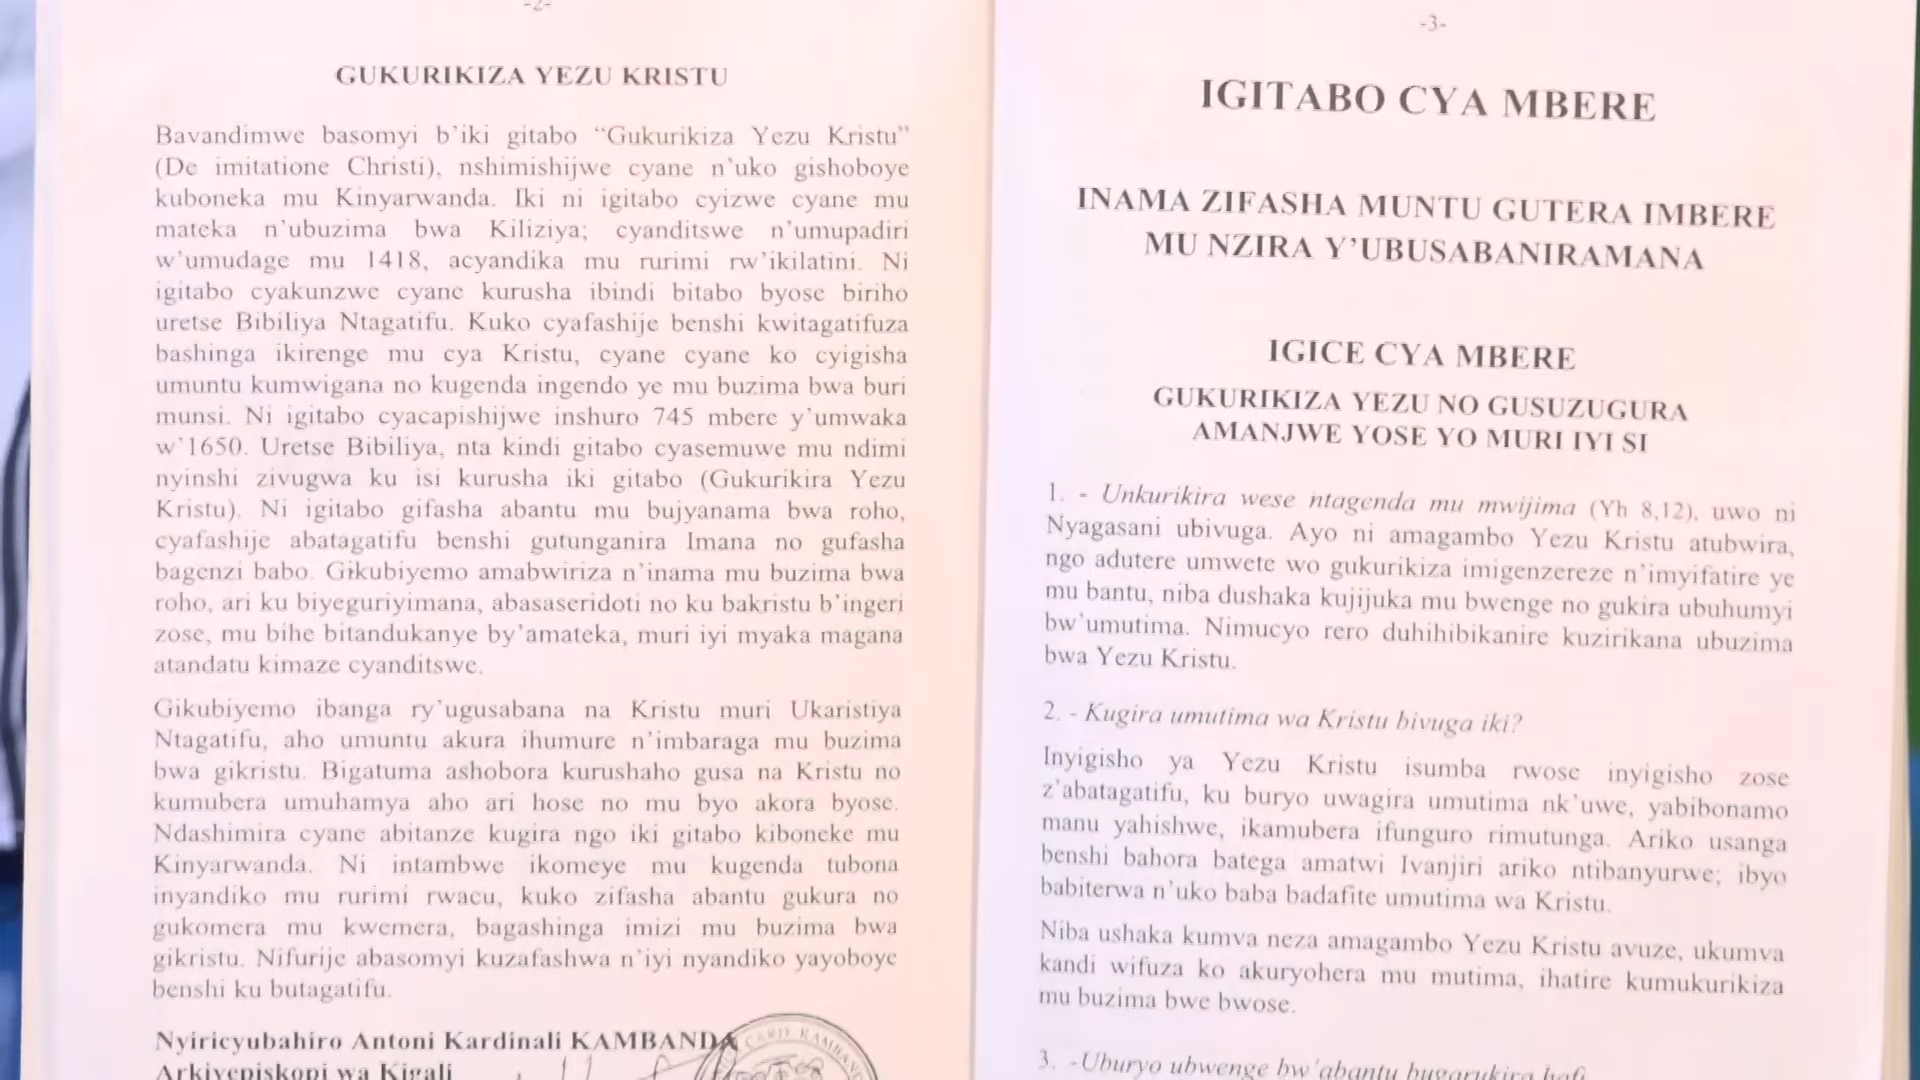 -2-
GUKURIKIZA YEZU KRISTU
Bavandimwe basomyi b’iki gitabo “Gukurikiza Yezu Kristu”
(De imitatione Christi), nshimishijwe cyane n’uko gishoboye
kuboneka mu Kinyarwanda. Iki ni igitabo cyizwe cyane mu
mateka n’ubuzima bwa Kiliziya; cyanditswe n’umupadiri
w’umudage mu 1418, acyandika mu rurimi rw’ikilatini. Ni
igitabo cyakunzwe cyane kurusha ibindi bitabo byose biriho
uretse Bibiliya Ntagatifu. Kuko cyafashije benshi kwitagatifuza
bashinga ikirenge mu cya Kristu, cyane cyane ko cyigisha
umuntu kumwigana no kugenda ingendo ye mu buzima bwa buri
munsi. Ni igitabo cyacapishijwe inshuro 745 mbere y’umwaka
w’1650. Uretse Bibiliya, nta kindi gitabo cyasemuwe mu ndimi
nyinshi zivugwa ku isi kurusha iki gitabo (Gukurikira Yezu
Kristu). Ni igitabo gifasha abantu mu bujyanama bwa roho,
cyafashije abatagatifu benshi gutunganira Imana no gufasha
bagenzi babo. Gikubiyemo amabwiriza n’inama mu buzima bwa
roho, ari ku biyeguriyimana, abasaseridoti no ku bakristu b’ingeri
zose, mu bihe bitandukanye by’amateka, muri iyi myaka magana
atandatu kimaze cyanditswe.
Gikubiyemo ibanga ry’ugusabana na Kristu muri Ukaristiya
Ntagatifu, aho umuntu akura ihumure n’imbaraga mu buzima
bwa gikristu. Bigatuma ashobora kurushaho gusa na Kristu no
kumubera umuhamya aho ari hose no mu byo akora byose.
Ndashimira cyane abitanze kugira ngo iki gitabo kiboneke mu
Kinyarwanda. Ni intambwe ikomeye mu kugenda tubona
inyandiko mu rurimi rwacu, kuko zifasha abantu gukura no
gukomera mu kwemera, bagashinga imizi mu buzima bwa
gikristu. Nifurije abasomyi kuzafashwa n’iyi nyandiko yayoboye
benshi ku butagatifu.
Nyiricyubahiro Antoni Kardinali KAMBANDA
Arkiyepiskopi wa Kigali
CARD KAMBANDA
-3-
IGITABO CYA MBERE
INAMA ZIFASHA MUNTU GUTERA IMBERE
MU NZIRA Y’UBUSABANIRAMANA
IGICE CYA MBERE
GUKURIKIZA YEZU NO GUSUZUGURA
AMANJWE YOSE YO MURI IYI SI
1. - Unkurikira wese ntagenda mu mwijima (Yh 8,12), uwo ni
Nyagasani ubivuga. Ayo ni amagambo Yezu Kristu atubwira,
ngo adutere umwete wo gukurikiza imigenzereze n’imyifatire ye
mu bantu, niba dushaka kujijuka mu bwenge no gukira ubuhumyi
bw’umutima. Nimucyo rero duhihibikanire kuzirikana ubuzima
bwa Yezu Kristu.
2. - Kugira umutima wa Kristu bivuga iki?
Inyigisho ya Yezu Kristu isumba rwose inyigisho zose
z’abatagatifu, ku buryo uwagira umutima nk’uwe, yabibonamo
manu yahishwe, ikamubera ifunguro rimutunga. Ariko usanga
benshi bahora batega amatwi Ivanjiri ariko ntibanyurwe; ibyo
babiterwa n’uko baba badafite umutima wa Kristu.
Niba ushaka kumva neza amagambo Yezu Kristu avuze, ukumva
kandi wifuza ko akuryohera mu mutima, ihatire kumukurikiza
mu buzima bwe bwose.
3. -Uburyo ubwenge bw’abantu bugarukira hafi